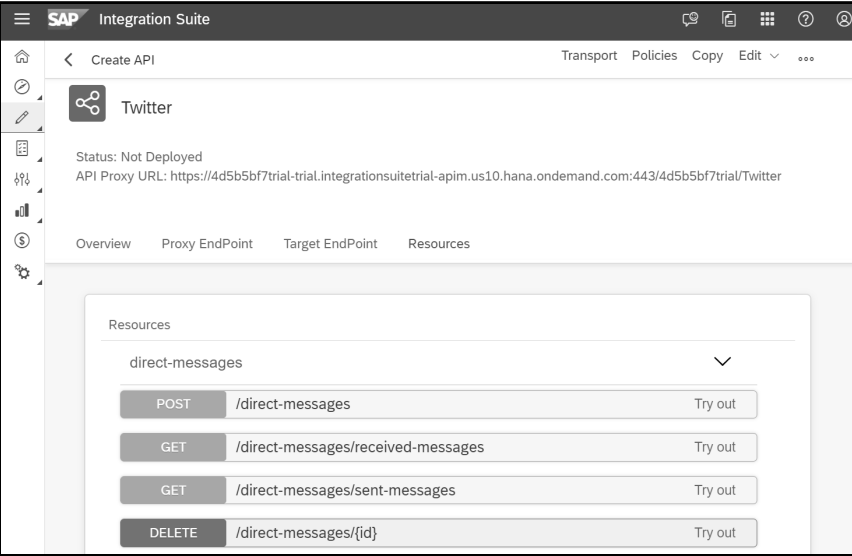 SAP Integration Suite
Create API Transport Policies Copy Edit
Twitter
Status: Not Deployed
API Proxy URL: https://4d5b5bf7trial-trial.integrationsuitetrial-apim.us10.hana.ondemand.com:443/4d5b5bf7trial/Twitter
Overview Proxy EndPoint Target EndPoint Resources
Resources
direct-messages
POST /direct-messages Try out
GET /direct-messages/received-messages Try out
GET /direct-messages/sent-messages Try out
DELETE /direct-messages/{id} Try out